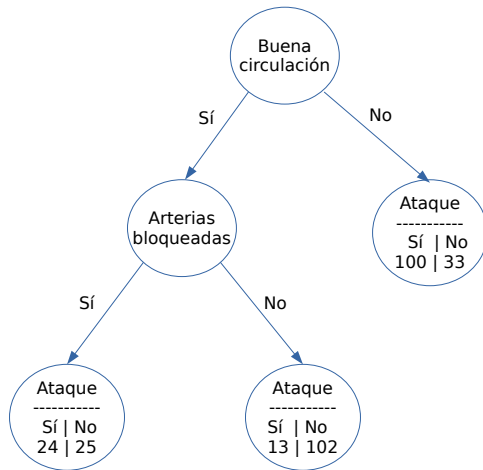 Buena
circulación
Sí
No
Arterias
bloqueadas
Ataque
-----------
Sí | No
100 | 33
Sí
No
Ataque
-----------
Sí | No
24 | 25
Ataque
-----------
Sí | No
13 | 102